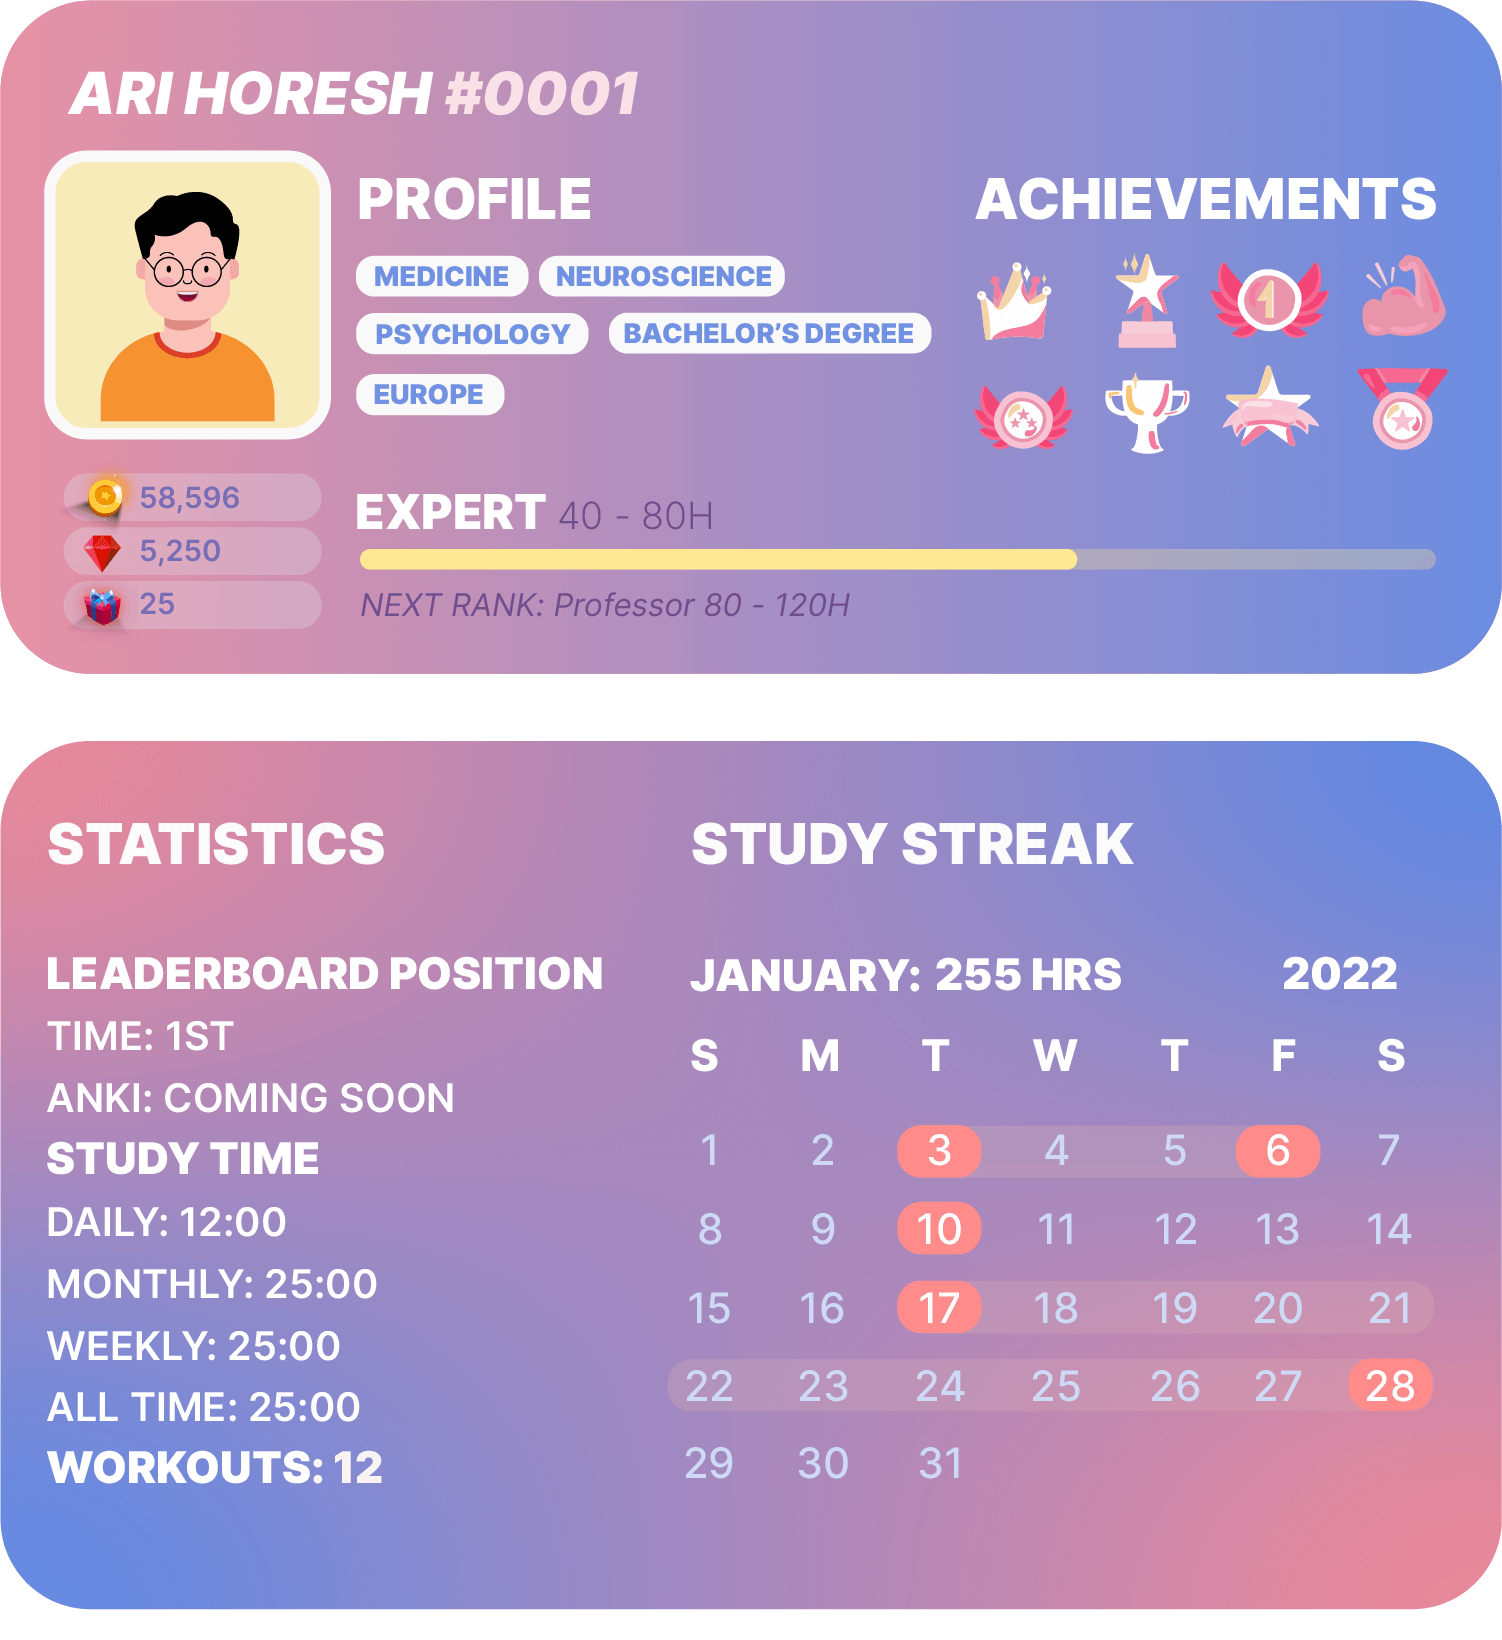 ARI HORESH #0001
PROFILE
MEDICINE NEUROSCIENCE
PSYCHOLOGY BACHELOR'S DEGREE
EUROPE
ACHIEVEMENTS
1
58,596
5,250
25
EXPERT 40 - 80H
NEXT RANK: Professor 80 - 120H
STATISTICS
LEADERBOARD POSITION
TIME: 1ST
ANKI: COMING SOON
STUDY TIME
DAILY: 12:00
MONTHLY: 25:00
WEEKLY: 25:00
ALL TIME: 25:00
WORKOUTS: 12
STUDY STREAK
JANUARY: 255 HRS 2022
S M T W T F S
1 2 3 4 5 6 7
8 9 10 11 12 13 14
15 16 17 18 19 20 21
22 23 24 25 26 27 28
29 30 31